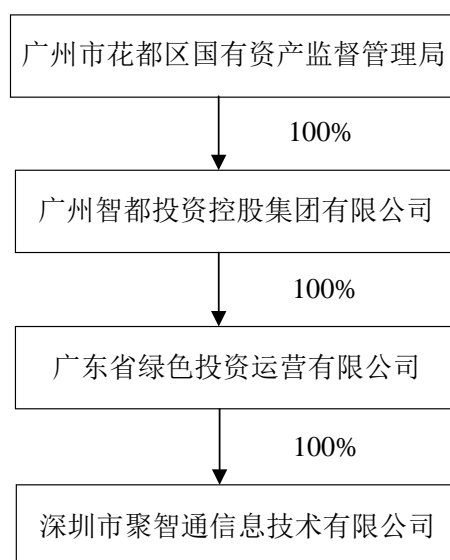 广州市花都区国有资产监督管理局
100%
广州智都投资控股集团有限公司
100%
广东省绿色投资运营有限公司
100%
深圳市聚智通信息技术有限公司